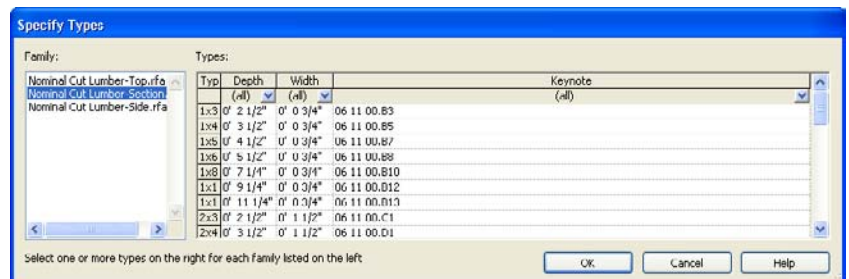 Specify Types
Family:
Types:
Nominal Cut Lumber-Top.rfa
Nominal Cut Lumber Section.
Nominal Cut Lumber-Side.rfa
Typ Depth Width Keynote
(all) (all) (all)
1x3 0' 2 1/2" 0' 0 3/4" 06 11 00.B3
1x4 0' 3 1/2" 0' 0 3/4" 06 11 00.B5
1x5 0' 4 1/2" 0' 0 3/4" 06 11 00.B7
1x6 0' 5 1/2" 0' 0 3/4" 06 11 00.B8
1x8 0' 7 1/4" 0' 0 3/4" 06 11 00.B10
1x1 0' 9 1/4" 0' 0 3/4" 06 11 00.B12
1x1 0' 11 1/4" 0' 0 3/4" 06 11 00.B13
2x3 0' 2 1/2" 0' 1 1/2" 06 11 00.C1
2x4 0' 3 1/2" 0' 1 1/2" 06 11 00.D1
Select one or more types on the right for each family listed on the left
OK Cancel Help